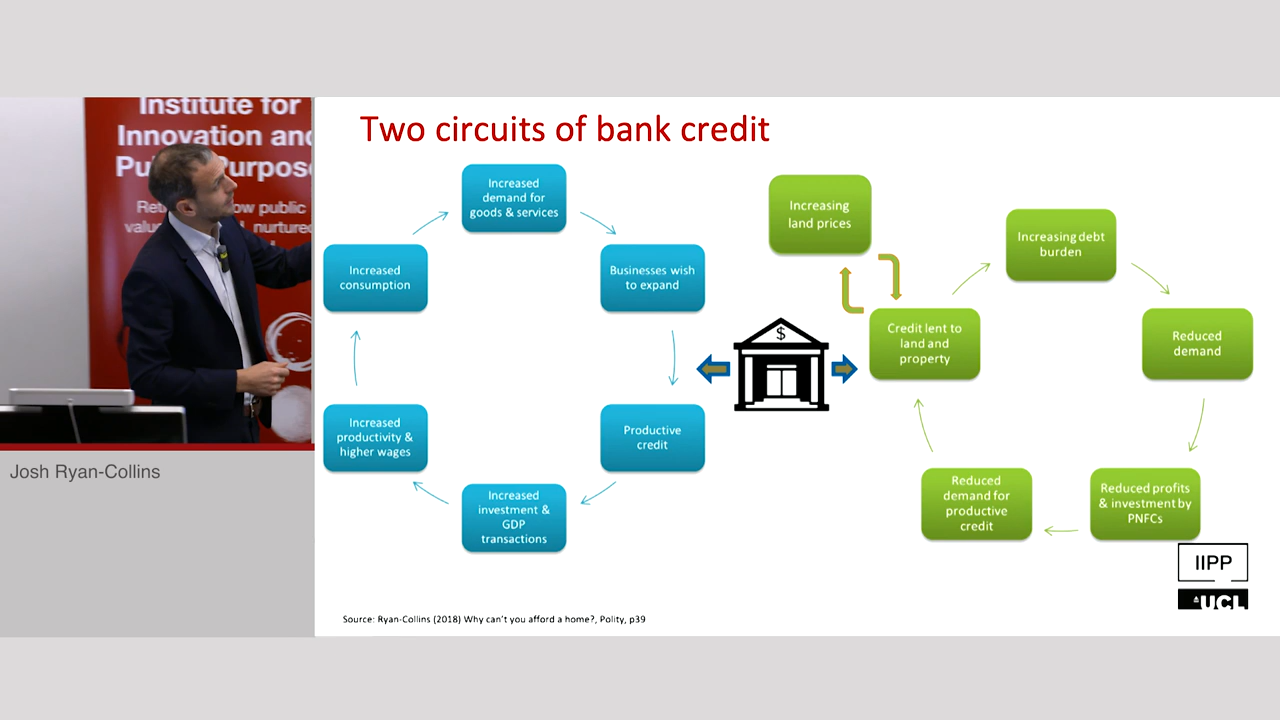 Institute for
Innovation and
Purpose
Josh Ryan-Collins
Two circuits of bank credit
Increased
demand for
goods & services
Businesses wish
to expand
Productive
credit
Increased
investment &
GDP
transactions
Increased
productivity &
higher wages
Increased
consumption
$
Increasing
land prices
Credit lent to
land and
property
Increasing debt
burden
Reduced
demand
Reduced profits
& investment by
PNFCs
Reduced
demand for
productive
credit
IIPP
UCL
Source: Ryan-Collins (2018) Why can't you afford a home?, Polity, p39